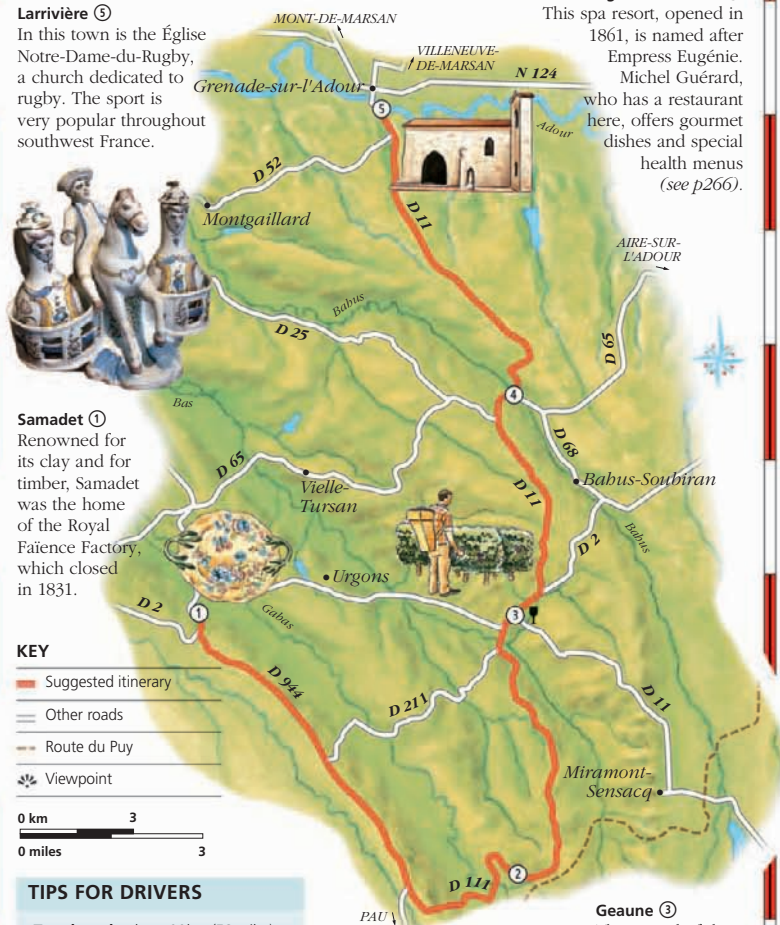 Larrivière ⑤
In this town is the Église
Notre-Dame-du-Rugby,
a church dedicated to
rugby. The sport is
very popular throughout
southwest France.
This spa resort, opened in
1861, is named after
Empress Eugénie.
Michel Guérard,
who has a restaurant
here, offers gourmet
dishes and special
health menus
(see p266).
MONT-DE-MARSAN
VILLENEUVE-
DE-MARSAN
N 124
Grenade-sur-l'Adour
⑤
Adour
D 52
Montgaillard
D 11
AIRE-SUR-
L'ADOUR
Babus
D 25
D 65
④
Bas
D 68
Samadet ①
Renowned for
its clay and for
timber, Samadet
was the home
of the Royal
Faïence Factory,
which closed
in 1831.
D 65
Vielle-
Tursan
D 11
Bahus-Soubiran
Babus
D 2
Urgons
D 2
①
Gabas
③
KEY
Suggested itinerary
Other roads
Route du Puy
Viewpoint
D 944
D 211
D 11
Miramont-
Sensacq
0 km 3
0 miles 3
②
D 111
TIPS FOR DRIVERS
PAU
Geaune ③